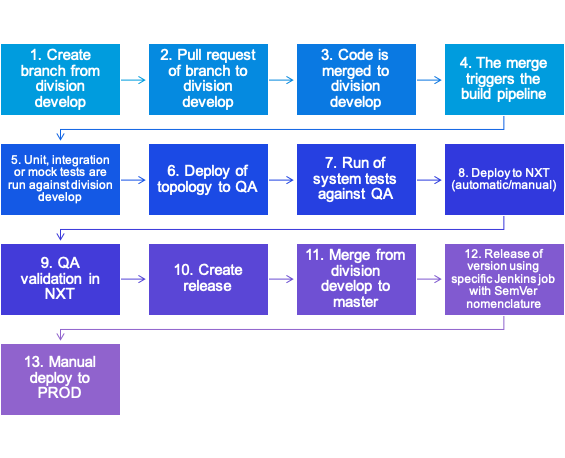 1. Create
branch from
division
develop
2. Pull request
of branch to
division
develop
3. Code is
merged to
division
develop
4. The merge
triggers the
build pipeline
5. Unit, integration
or mock tests are
run against division
develop
6. Deploy of
topology to QA
7. Run of
system tests
against QA
8. Deploy to NXT
(automatic/manual)
9. QA
validation in
NXT
10. Create
release
11. Merge from
division
develop to
master
12. Release of
version using
specific Jenkins job
with SemVer
nomenclature
13. Manual
deploy to
PROD